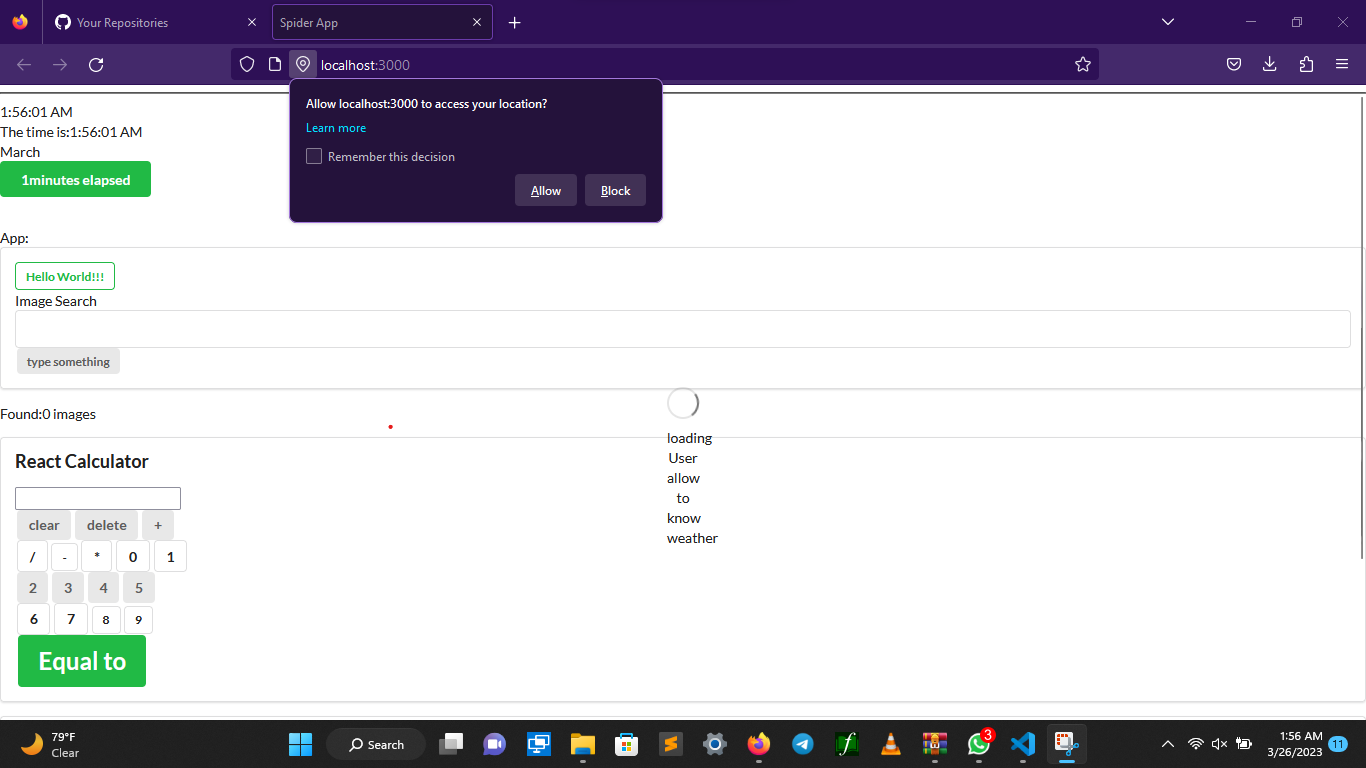 Your Repositories
Spider App
localhost:3000
Allow localhost:3000 to access your location?
Learn more
Remember this decision
Allow Block
1:56:01 AM
The time is:1:56:01 AM
March
1minutes elapsed
App:
Hello World!!!
Image Search
type something
Found:0 images
loading
User
allow
to
know
weather
React Calculator
clear delete +
/ - * 0 1
2 3 4 5
6 7 8 9
Equal to
79°F
Clear
Search
3
1:56 AM
3/26/2023
11